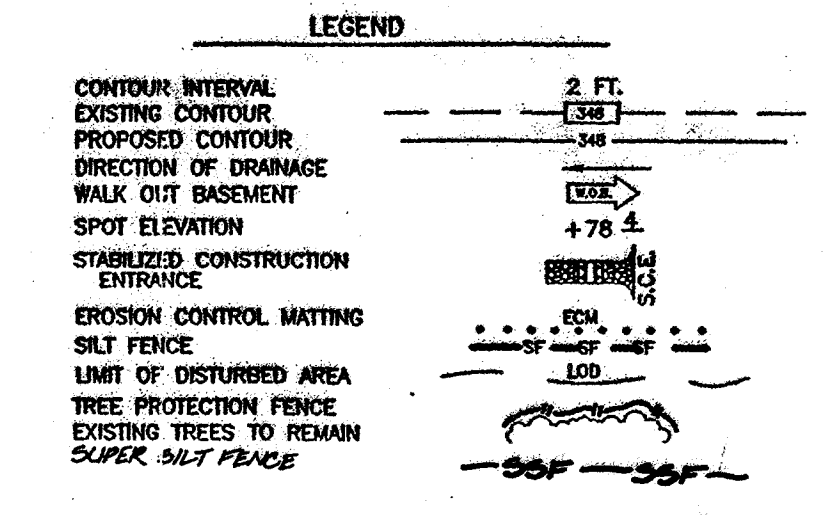 LEGEND
CONTOUR INTERVAL 2 FT.
EXISTING CONTOUR 348
PROPOSED CONTOUR 348
DIRECTION OF DRAINAGE
WALK OUT BASEMENT W.O.B.
SPOT ELEVATION +78 4
STABILIZED CONSTRUCTION
ENTRANCE S.C.E.
EROSION CONTROL MATTING ECM
SILT FENCE SF SF SF
LIMIT OF DISTURBED AREA LOD
TREE PROTECTION FENCE
EXISTING TREES TO REMAIN
SUPER SILT FENCE SSF SSF